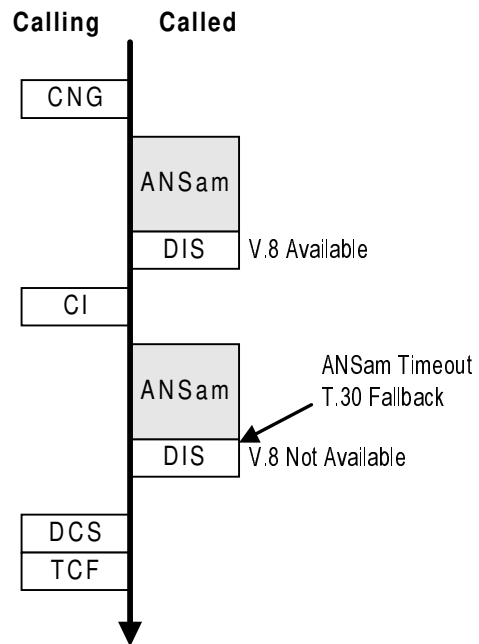 Calling Called
CNG
ANSam
DIS V.8 Available
CI
ANSam
ANSam Timeout
T.30 Fallback
DIS V.8 Not Available
DCS
TCF